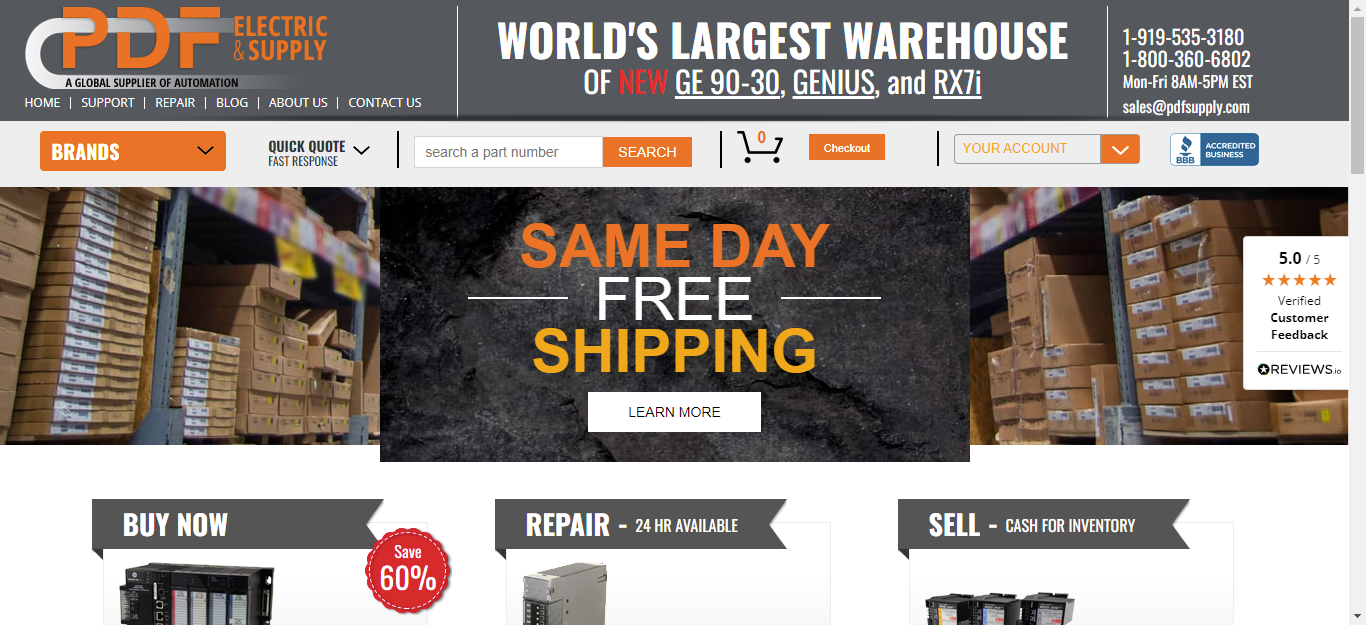 PDF ELECTRIC
& SUPPLY
A GLOBAL SUPPLIER OF AUTOMATION
HOME | SUPPORT | REPAIR | BLOG | ABOUT US | CONTACT US
WORLD'S LARGEST WAREHOUSE
OF NEW GE 90-30, GENIUS, and RX7i
1-919-535-3180
1-800-360-6802
Mon-Fri 8AM-5PM EST
sales@pdfsupply.com
BRANDS
QUICK QUOTE
FAST RESPONSE
search a part number
SEARCH
0
Checkout
YOUR ACCOUNT
BBB
ACCREDITED
BUSINESS
SAME DAY
FREE
SHIPPING
LEARN MORE
5.0 / 5
Verified
Customer
Feedback
REVIEWS.io
BUY NOW
Save
60%
REPAIR - 24 HR AVAILABLE
SELL - CASH FOR INVENTORY